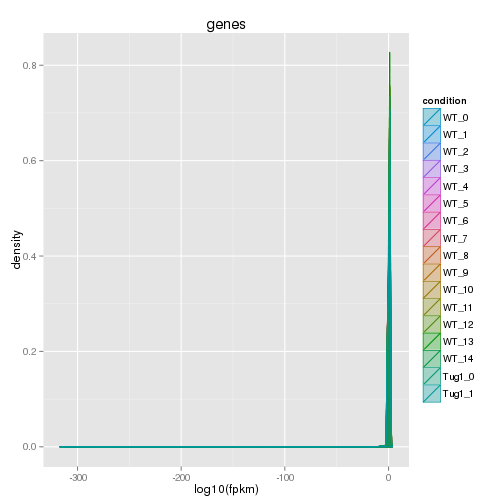 genes
0.8
0.6
0.4
0.2
0.0
density
-300
-200
-100
0
log10(fpkm)
condition
WT_0
WT_1
WT_2
WT_3
WT_4
WT_5
WT_6
WT_7
WT_8
WT_9
WT_10
WT_11
WT_12
WT_13
WT_14
Tug1_0
Tug1_1